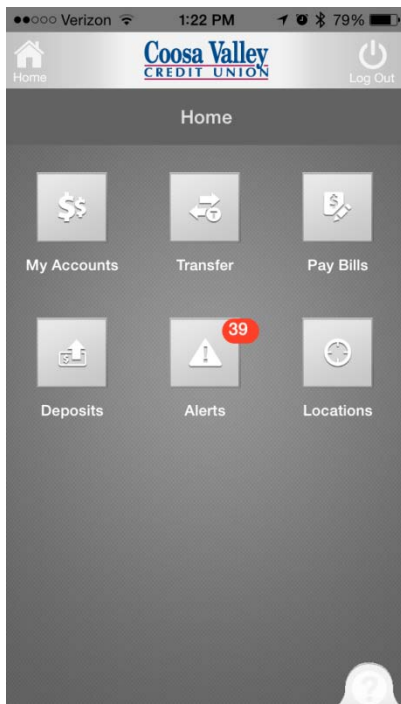 Verizon 1:22 PM 79%
Coosa Valley
CREDIT UNION
Home
Log Out
Home
$$
My Accounts
Transfer
Pay Bills
39
Deposits
Alerts
Locations
?